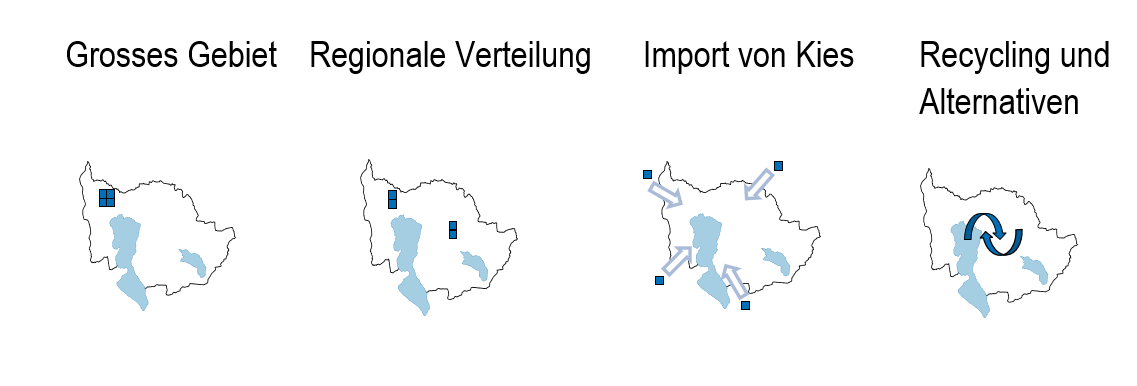 Grosses Gebiet
Regionale Verteilung
Import von Kies
Recycling und
Alternativen